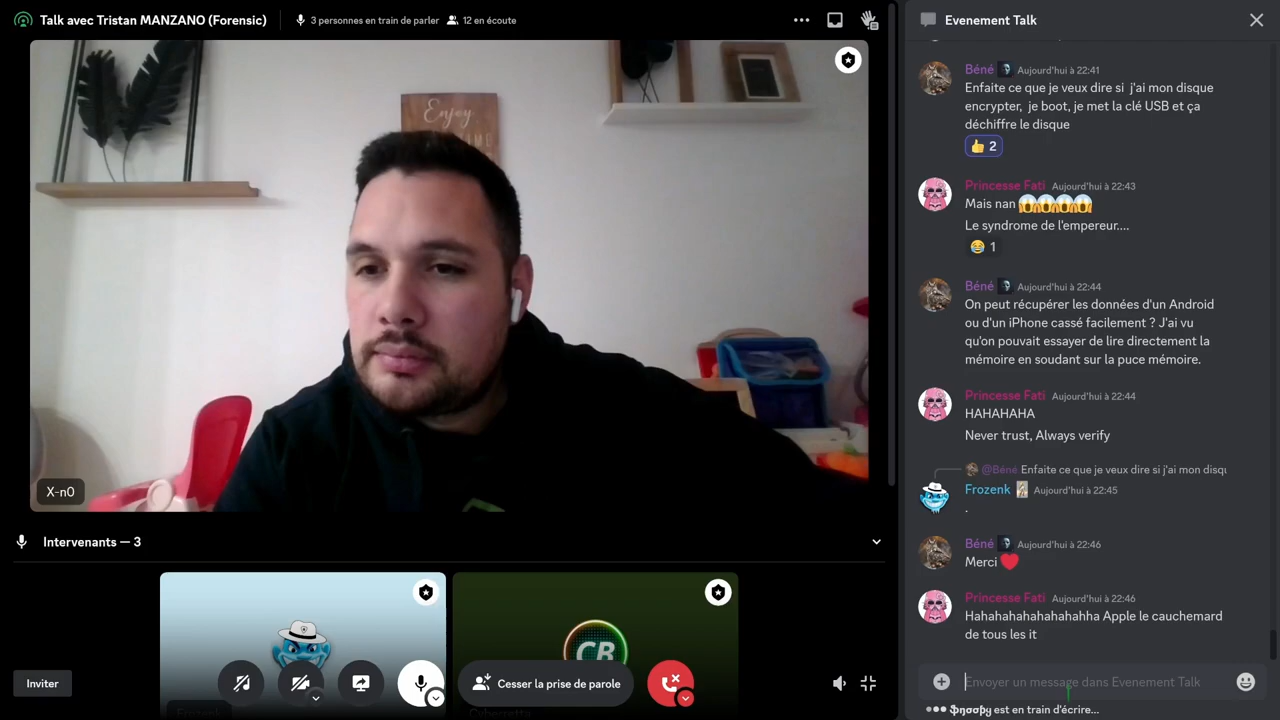 Talk avec Tristan MANZANO (Forensic)
3 personnes en train de parler
12 en écoute
Enjoy
X-n0
Intervenants — 3
CB
Inviter
Cesser la prise de parole
Evenement Talk
Béné Aujourd'hui à 22:41
Enfaite ce que je veux dire si j'ai mon disque
encrypter, je boot, je met la clé USB et ça
déchiffre le disque
👍 2
Princesse Fati Aujourd'hui à 22:43
Mais nan 😱😱😱😱
Le syndrome de l'empereur....
😂 1
Béné Aujourd'hui à 22:44
On peut récupérer les données d'un Android
ou d'un iPhone cassé facilement ? J'ai vu
qu'on pouvait essayer de lire directement la
mémoire en soudant sur la puce mémoire.
Princesse Fati Aujourd'hui à 22:44
HAHAHAHA
Never trust, Always verify
@Béné Enfaite ce que je veux dire si j'ai mon disqu
Frozenk Aujourd'hui à 22:45
.
Béné Aujourd'hui à 22:46
Merci ❤️
Princesse Fati Aujourd'hui à 22:46
Hahahahahahahahha Apple le cauchemard
de tous les it
Envoyer un message dans Evenement Talk
est en train d'écrire...